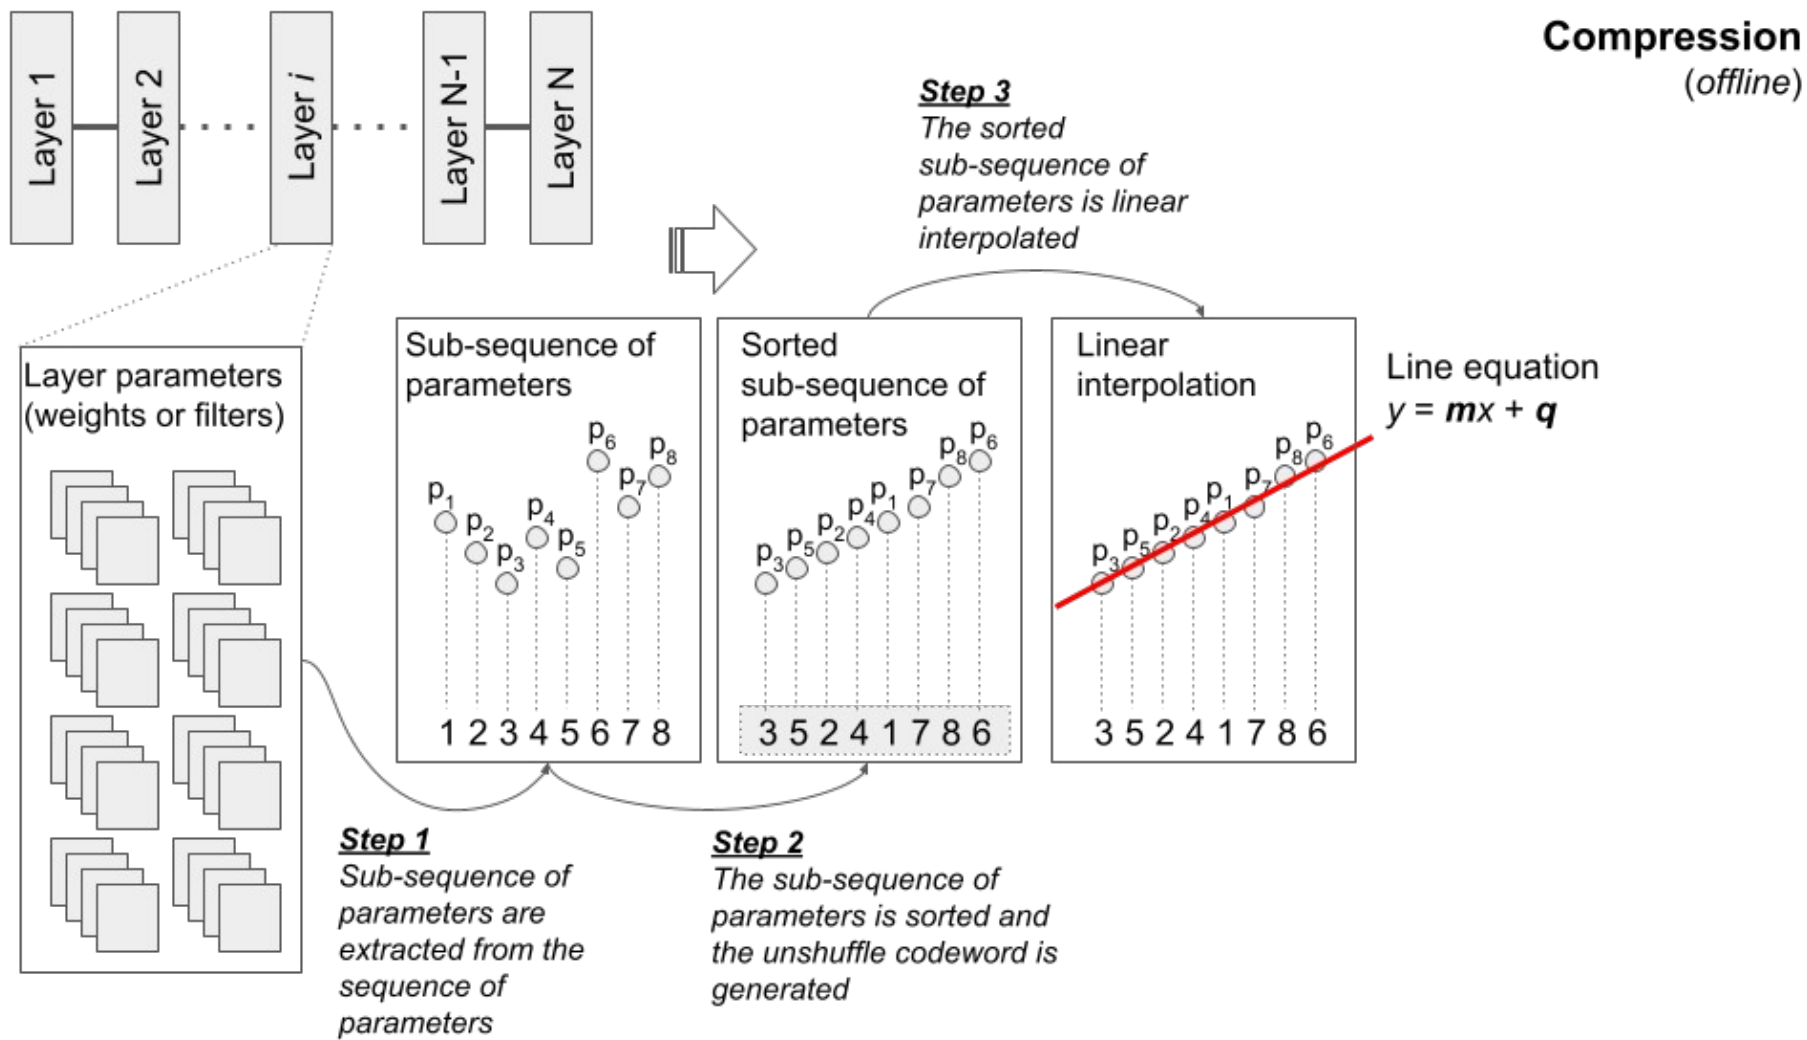 Layer 1
Layer 2
Layer i
Layer N-1
Layer N
Compression
(offline)
Step 3
The sorted
sub-sequence of
parameters is linear
interpolated
Layer parameters
(weights or filters)
Sub-sequence of
parameters
p1 p2 p3 p4 p5 p6 p7 p8
1 2 3 4 5 6 7 8
Sorted
sub-sequence of
parameters
p3 p5 p2 p4 p1 p7 p8 p6
3 5 2 4 1 7 8 6
Linear
interpolation
p3 p5 p2 p4 p1 p7 p8 p6
3 5 2 4 1 7 8 6
Line equation
y = mx + q
Step 1
Sub-sequence of
parameters are
extracted from the
sequence of
parameters
Step 2
The sub-sequence of
parameters is sorted and
the unshuffle codeword is
generated